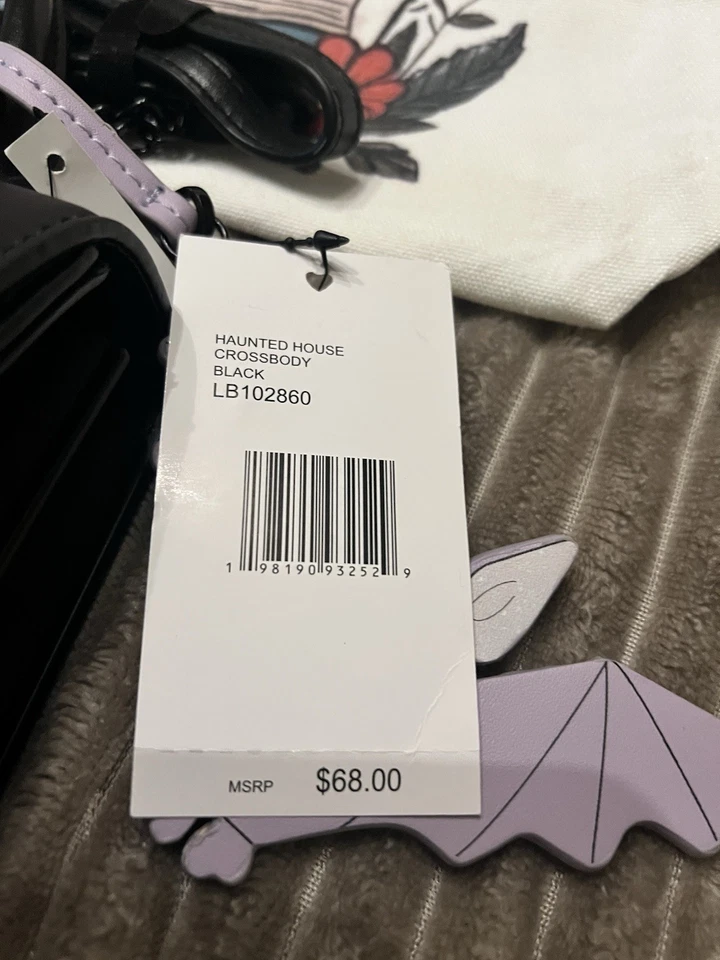 HAUNTED HOUSE
CROSSBODY
BLACK
LB102860
1 98190 93252 9
MSRP $68.00